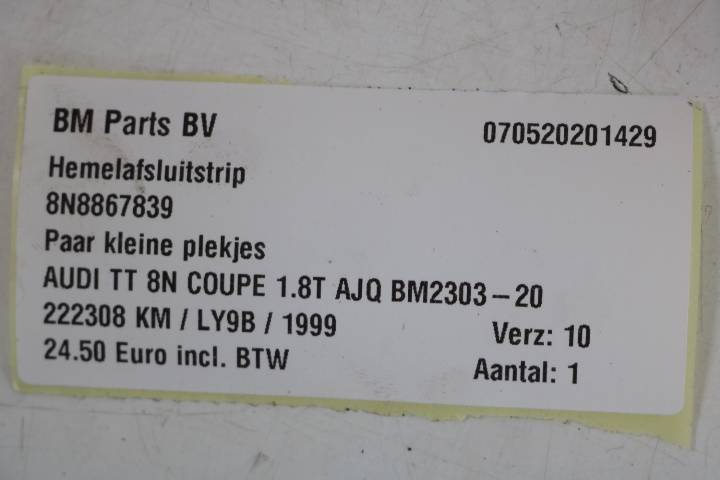 BM Parts BV 070520201429
Hemelafsluitstrip
8N8867839
Paar kleine plekjes
AUDI TT 8N COUPE 1.8T AJQ BM2303-20
222308 KM / LY9B / 1999 Verz: 10
24.50 Euro incl. BTW Aantal: 1